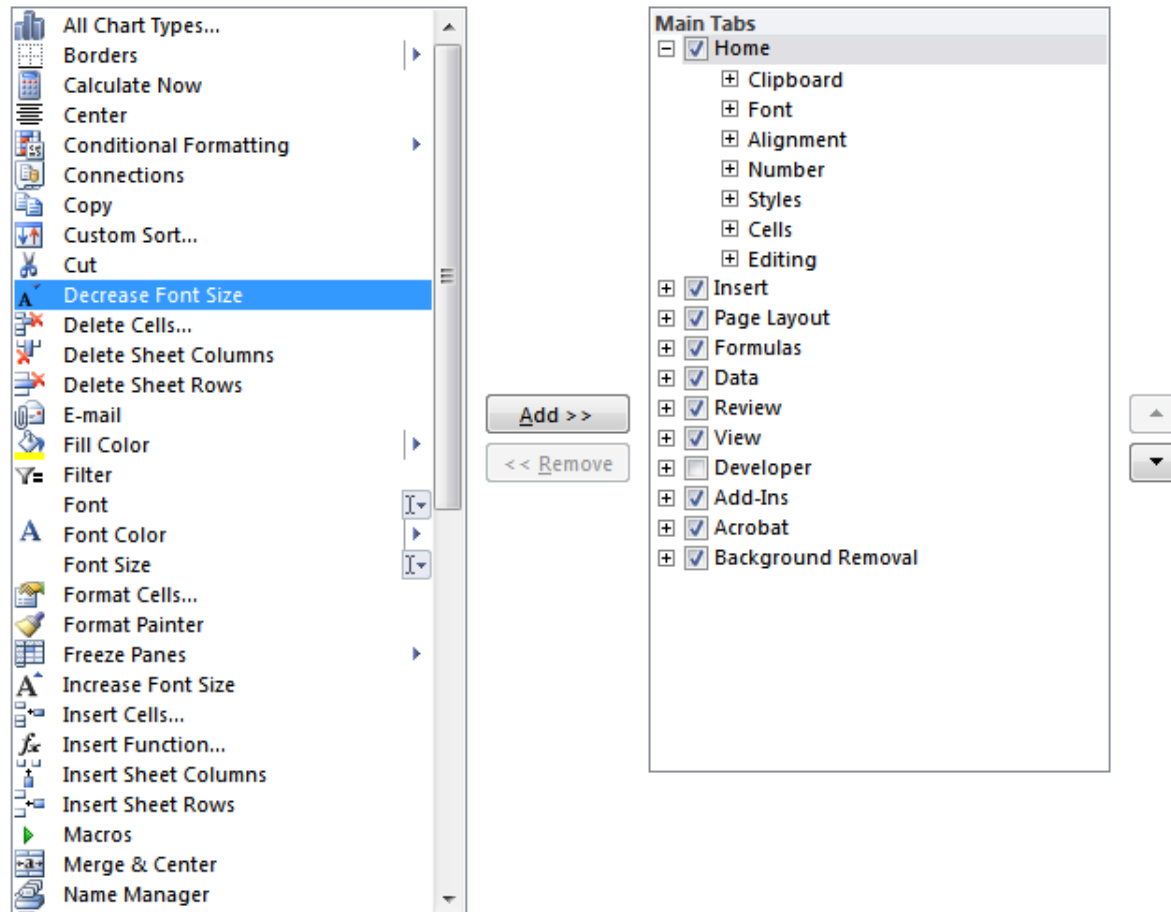 All Chart Types...
Borders
Calculate Now
Center
Conditional Formatting
Connections
Copy
Custom Sort...
Cut
Decrease Font Size
Delete Cells...
Delete Sheet Columns
Delete Sheet Rows
E-mail
Fill Color
Filter
Font
Font Color
Font Size
Format Cells...
Format Painter
Freeze Panes
Increase Font Size
Insert Cells...
Insert Function...
Insert Sheet Columns
Insert Sheet Rows
Macros
Merge & Center
Name Manager
Add >>
<< Remove
Main Tabs
Home
Clipboard
Font
Alignment
Number
Styles
Cells
Editing
Insert
Page Layout
Formulas
Data
Review
View
Developer
Add-Ins
Acrobat
Background Removal